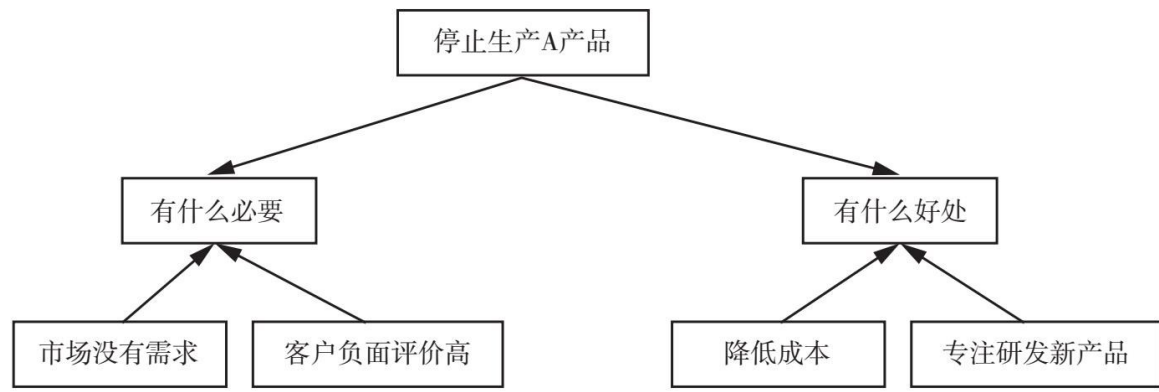 停止生产A产品
有什么必要
有什么好处
市场没有需求
客户负面评价高
降低成本
专注研发新产品